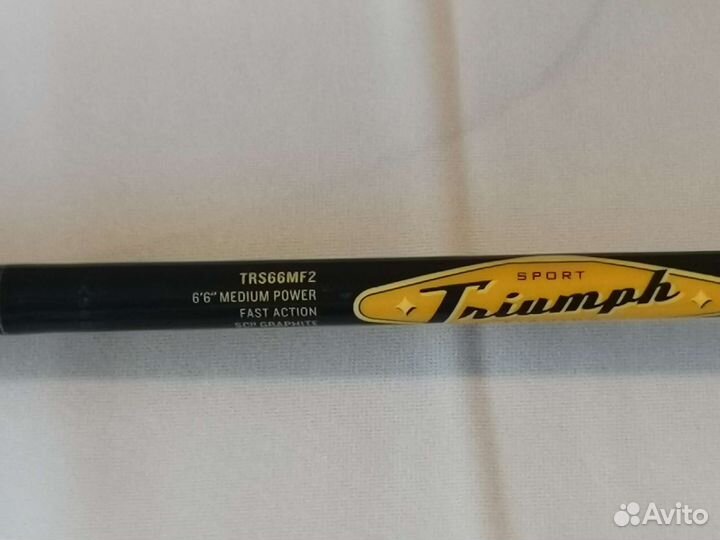 TRS66MF2
6'6" MEDIUM POWER
FAST ACTION
SCII GRAPHITE
SPORT
Triumph
Avito